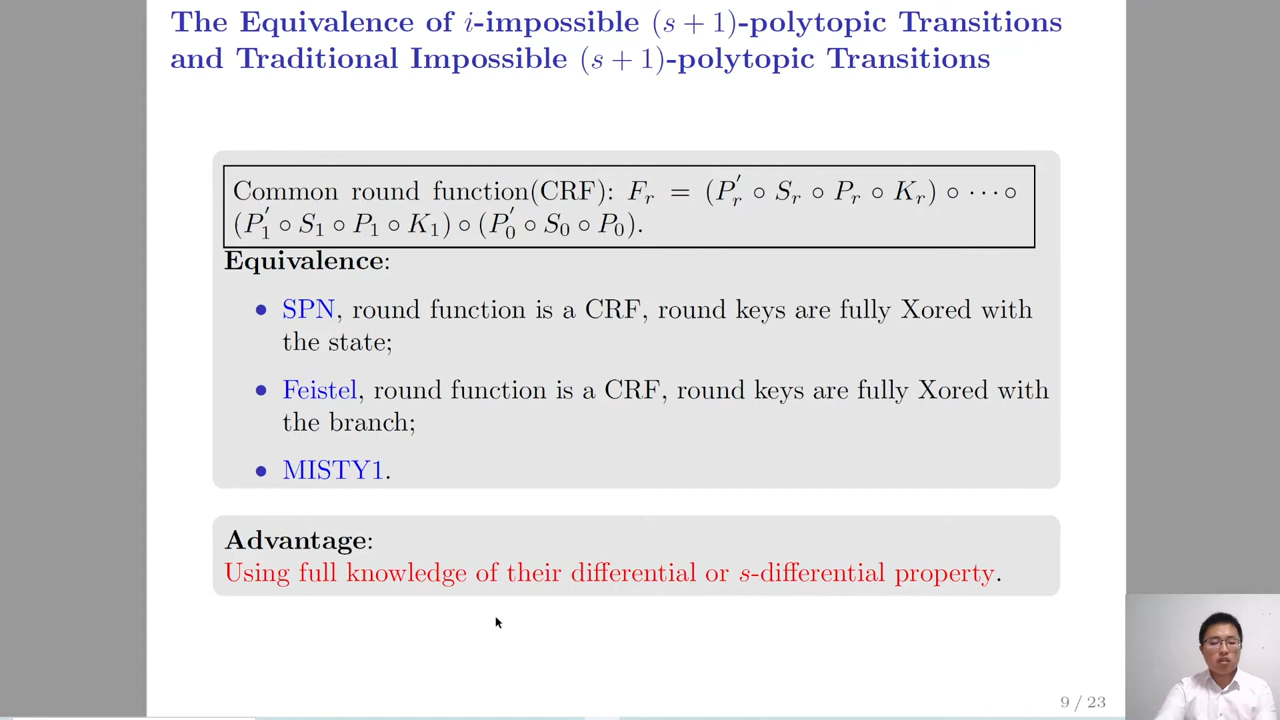 The Equivalence of i-impossible (s + 1)-polytopic Transitions
and Traditional Impossible (s + 1)-polytopic Transitions
Common round function(CRF): F_r = (P'_r ∘ S_r ∘ P_r ∘ K_r) ∘ ··· ∘
(P'_1 ∘ S_1 ∘ P_1 ∘ K_1) ∘ (P'_0 ∘ S_0 ∘ P_0).
Equivalence:
• SPN, round function is a CRF, round keys are fully Xored with
the state;
• Feistel, round function is a CRF, round keys are fully Xored with
the branch;
• MISTY1.
Advantage:
Using full knowledge of their differential or s-differential property.
9 / 23